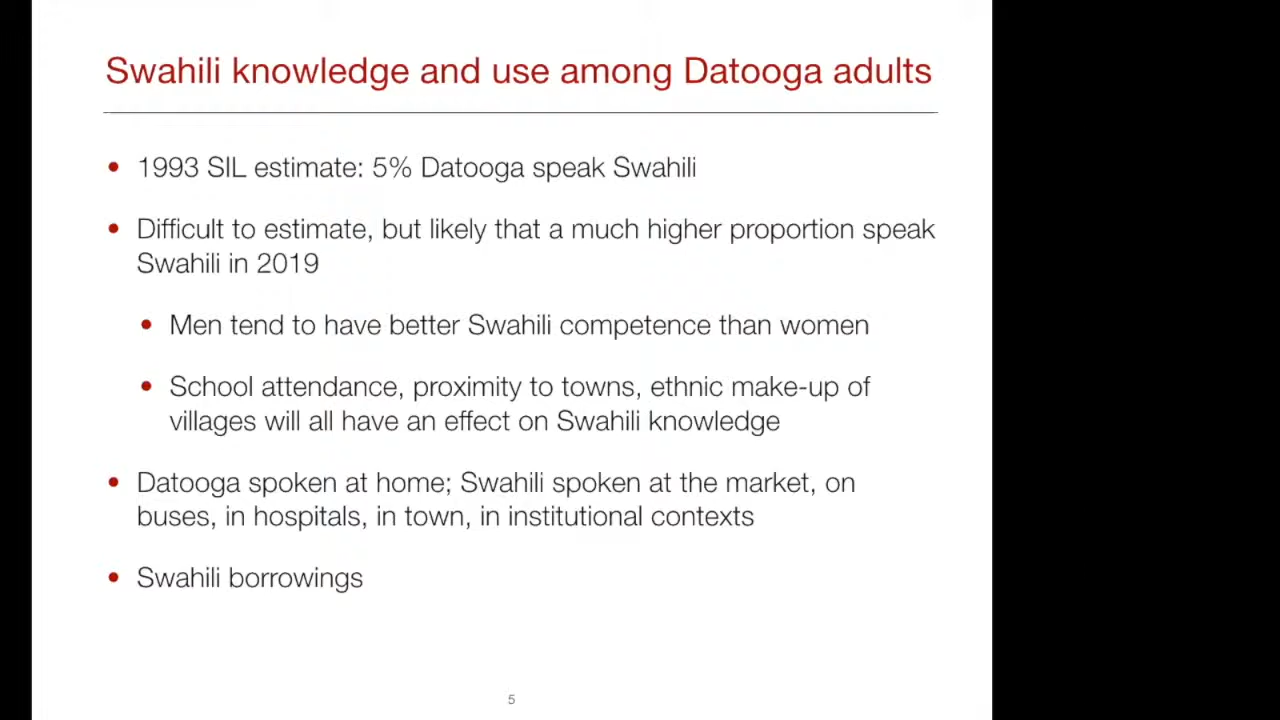 Swahili knowledge and use among Datooga adults
• 1993 SIL estimate: 5% Datooga speak Swahili
• Difficult to estimate, but likely that a much higher proportion speak
Swahili in 2019
• Men tend to have better Swahili competence than women
• School attendance, proximity to towns, ethnic make-up of
villages will all have an effect on Swahili knowledge
• Datooga spoken at home; Swahili spoken at the market, on
buses, in hospitals, in town, in institutional contexts
• Swahili borrowings
5